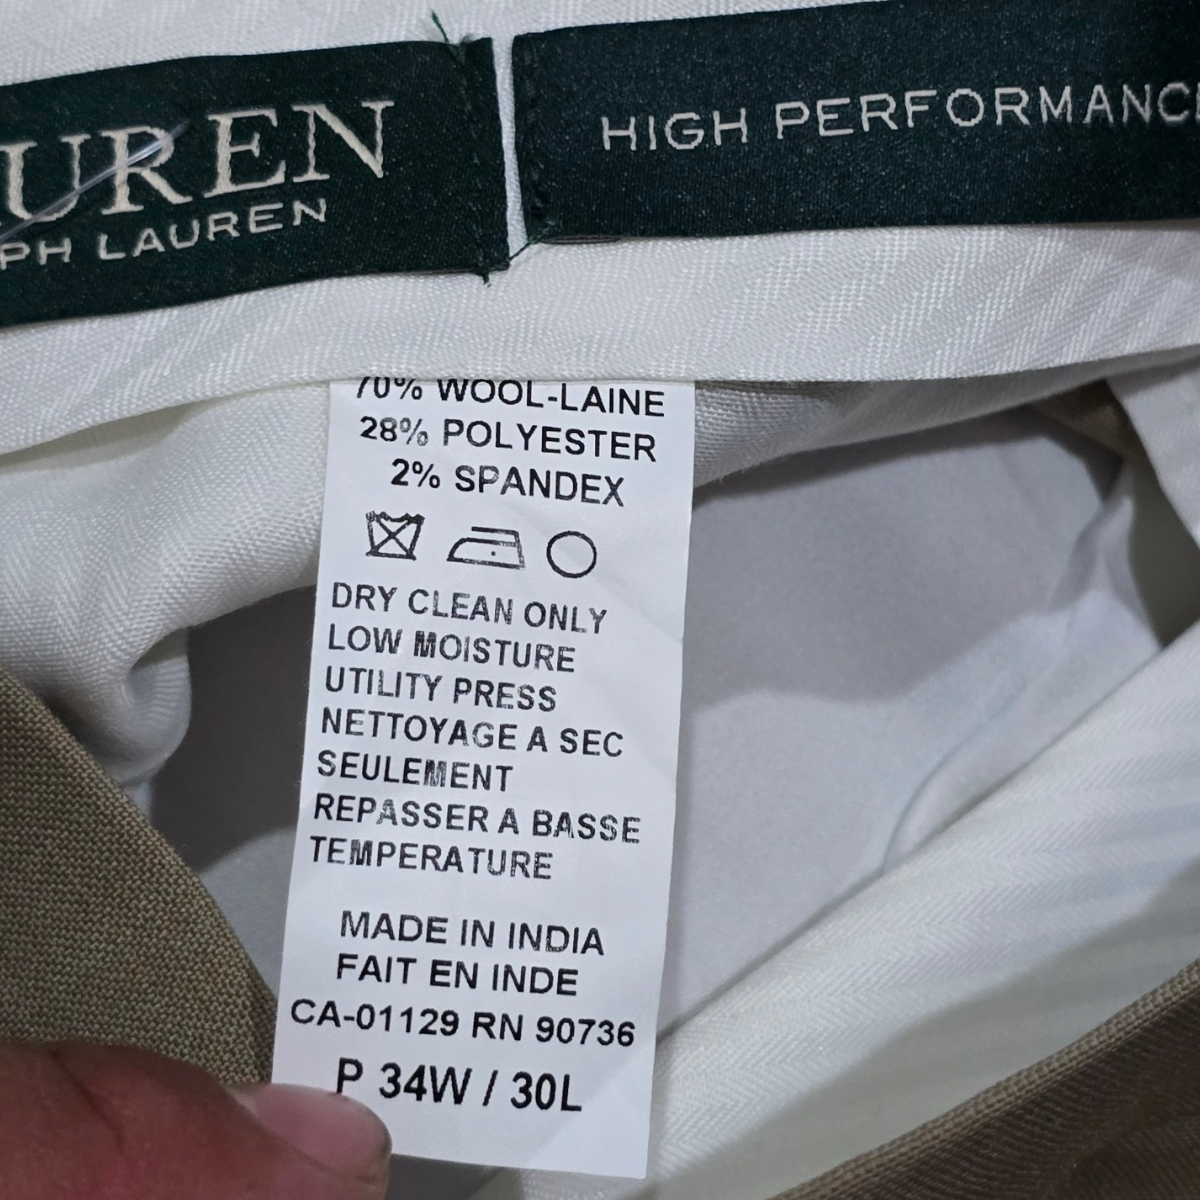 UREN
PH LAUREN
HIGH PERFORMANC
70% WOOL-LAINE
28% POLYESTER
2% SPANDEX
DRY CLEAN ONLY
LOW MOISTURE
UTILITY PRESS
NETTOYAGE A SEC
SEULEMENT
REPASSER A BASSE
TEMPERATURE
MADE IN INDIA
FAIT EN INDE
CA-01129 RN 90736
P 34W / 30L